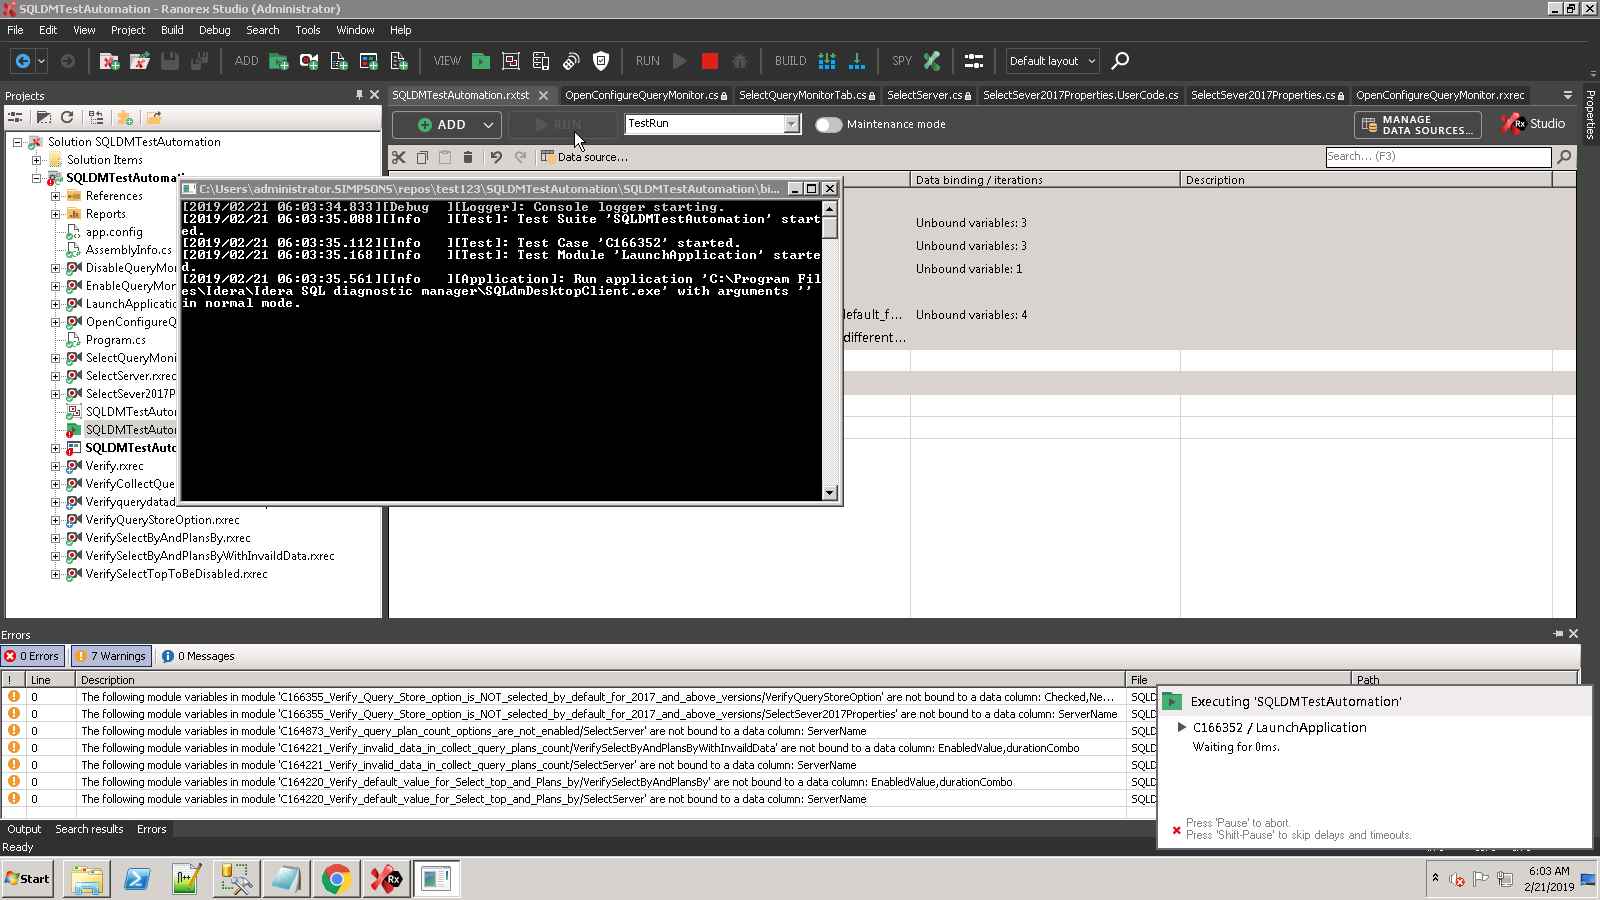 SQLDMTestAutomation - Ranorex Studio (Administrator)
File Edit View Project Build Debug Search Tools Window Help
ADD VIEW RUN BUILD SPY Default layout
Projects
SQLDMTestAutomation.rxtst OpenConfigureQueryMonitor.cs SelectQueryMonitorTab.cs SelectServer.cs SelectSever2017Properties.UserCode.cs SelectSever2017Properties.cs OpenConfigureQueryMonitor.rxrec
Properties
ADD RUN TestRun Maintenance mode MANAGE DATA SOURCES... Rx Studio
Data source... Search... (F3)
Data binding / iterations Description
Unbound variables: 3
Unbound variables: 3
Unbound variable: 1
default_f... Unbound variables: 4
different...
Solution SQLDMTestAutomation
Solution Items
SQLDMTestAutomati
References
Reports
app.config
AssemblyInfo.cs
DisableQueryMo
EnableQueryMor
LaunchApplicatio
OpenConfigureQ
Program.cs
SelectQueryMoni
SelectServer.rxrec
SelectSever2017P
SQLDMTestAutor
SQLDMTestAutor
SQLDMTestAutc
Verify.rxrec
VerifyCollectQue
Verifyquerydatad
VerifyQueryStoreOption.rxrec
VerifySelectByAndPlansBy.rxrec
VerifySelectByAndPlansByWithInvaildData.rxrec
VerifySelectTopToBeDisabled.rxrec
C:\Users\administrator.SIMPSONS\repos\test123\SQLDMTestAutomation\SQLDMTestAutomation\bi...
[2019/02/21 06:03:34.833][Debug ][Logger]: Console logger starting.
[2019/02/21 06:03:35.088][Info ][Test]: Test Suite 'SQLDMTestAutomation' start
ed.
[2019/02/21 06:03:35.112][Info ][Test]: Test Case 'C166352' started.
[2019/02/21 06:03:35.168][Info ][Test]: Test Module 'LaunchApplication' starte
d.
[2019/02/21 06:03:35.561][Info ][Application]: Run application 'C:\Program Fil
es\Idera\Idera SQL diagnostic manager\SQLdmDesktopClient.exe' with arguments ''
in normal mode.
Errors
0 Errors 7 Warnings 0 Messages
! Line Description File Path
0 The following module variables in module 'C166355_Verify_Query_Store_option_is_NOT_selected_by_default_for_2017_and_above_versions/VerifyQueryStoreOption' are not bound to a data column: Checked,Ne... SQLD
0 The following module variables in module 'C166355_Verify_Query_Store_option_is_NOT_selected_by_default_for_2017_and_above_versions/SelectSever2017Properties' are not bound to a data column: ServerName SQLD
0 The following module variables in module 'C164873_Verify_query_plan_count_options_are_not_enabled/SelectServer' are not bound to a data column: ServerName SQLD
0 The following module variables in module 'C164221_Verify_invalid_data_in_collect_query_plans_count/VerifySelectByAndPlansByWithInvaildData' are not bound to a data column: EnabledValue,durationCombo SQLD
0 The following module variables in module 'C164221_Verify_invalid_data_in_collect_query_plans_count/SelectServer' are not bound to a data column: ServerName SQLD
0 The following module variables in module 'C164220_Verify_default_value_for_Select_top_and_Plans_by/VerifySelectByAndPlansBy' are not bound to a data column: EnabledValue,durationCombo SQLD
0 The following module variables in module 'C164220_Verify_default_value_for_Select_top_and_Plans_by/SelectServer' are not bound to a data column: ServerName SQLD
Executing 'SQLDMTestAutomation'
C166352 / LaunchApplication
Waiting for 0ms.
Press 'Pause' to abort.
Press 'Shift-Pause' to skip delays and timeouts.
Output Search results Errors
Ready
Start Rx
6:03 AM
2/21/2019